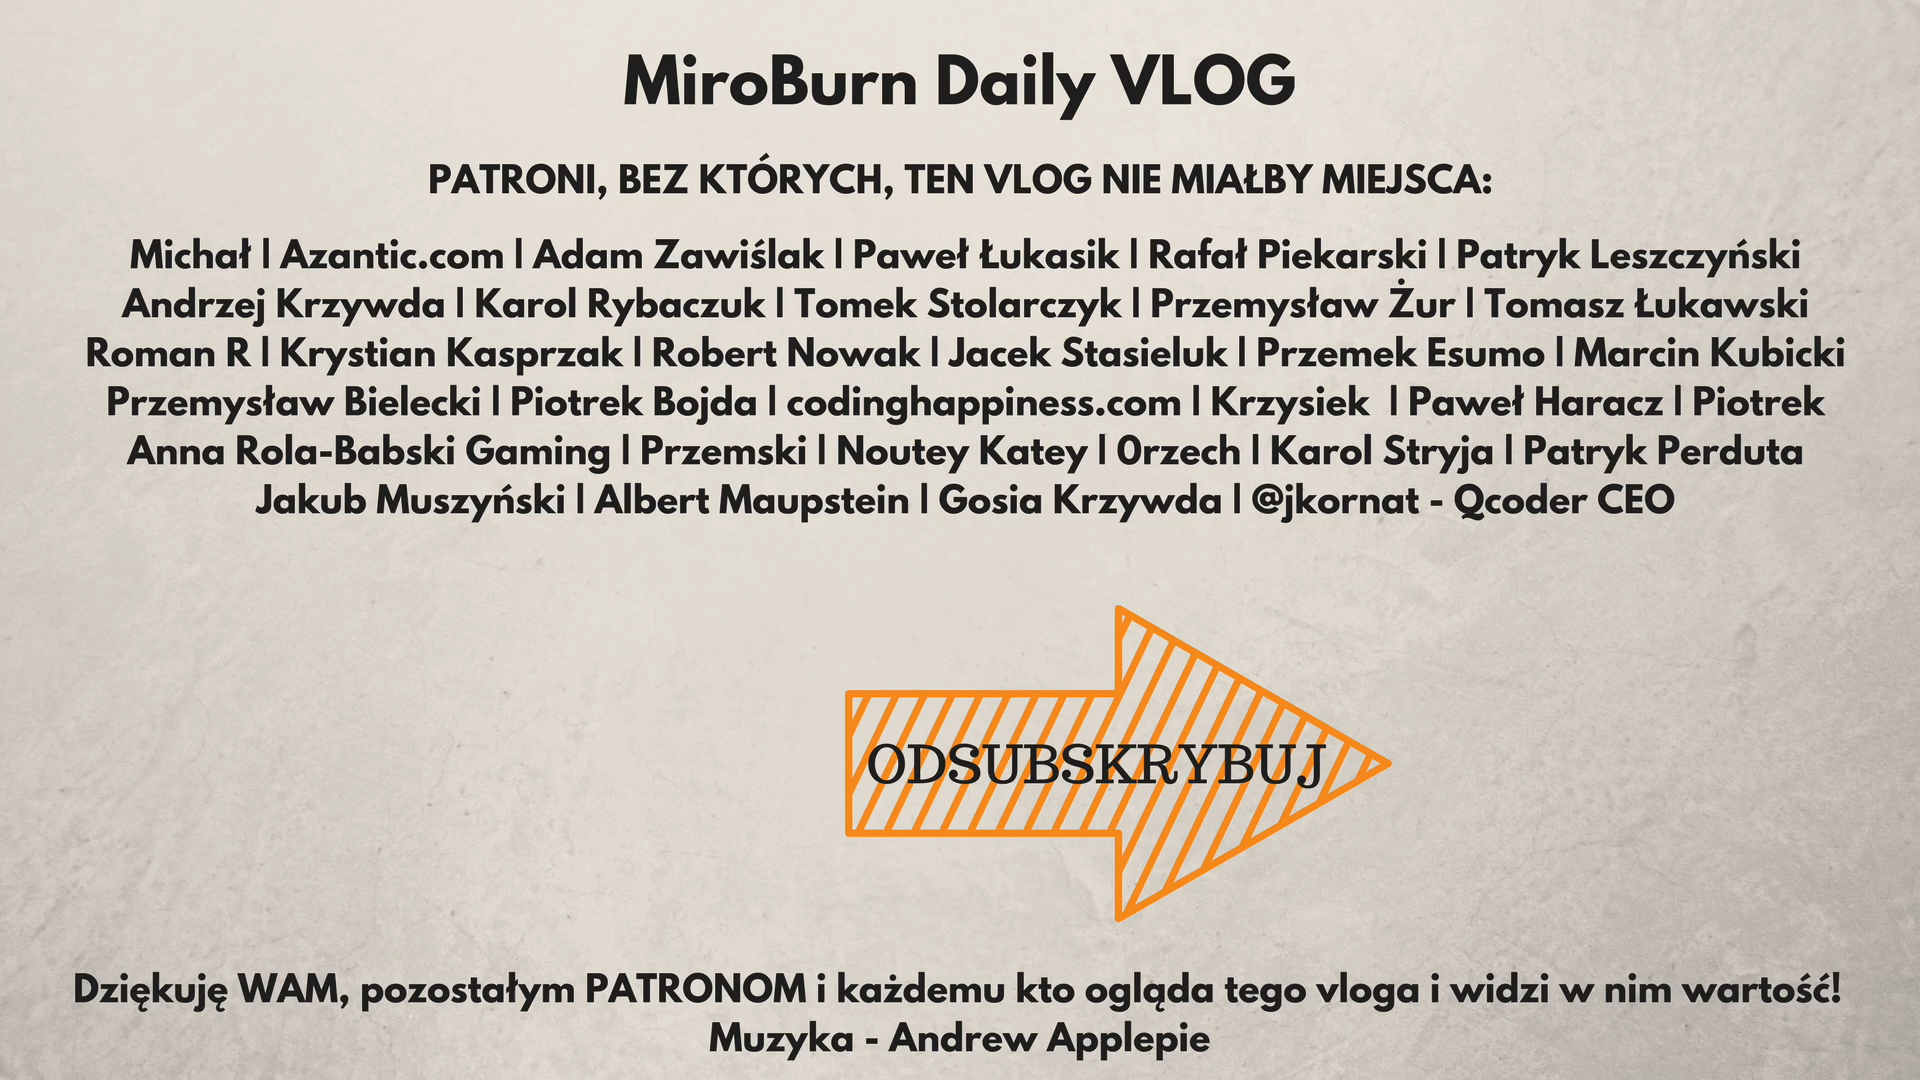 MiroBurn Daily VLOG
PATRONI, BEZ KTÓRYCH, TEN VLOG NIE MIAŁBY MIEJSCA:
Michał | Azantic.com | Adam Zawiślak | Paweł Łukasik | Rafał Piekarski | Patryk Leszczyński
Andrzej Krzywda | Karol Rybaczuk | Tomek Stolarczyk | Przemysław Żur | Tomasz Łukawski
Roman R | Krystian Kasprzak | Robert Nowak | Jacek Stasieluk | Przemek Esumo | Marcin Kubicki
Przemysław Bielecki | Piotrek Bojda | codinghappiness.com | Krzysiek | Paweł Haracz | Piotrek
Anna Rola-Babski Gaming | Przemski | Noutey Katey | 0rzech | Karol Stryja | Patryk Perduta
Jakub Muszyński | Albert Maupstein | Gosia Krzywda | @jkornat - Qcoder CEO
ODSUBSKRYBUJ
Dziękuję WAM, pozostałym PATRONOM i każdemu kto ogląda tego vloga i widzi w nim wartość!
Muzyka - Andrew Applepie